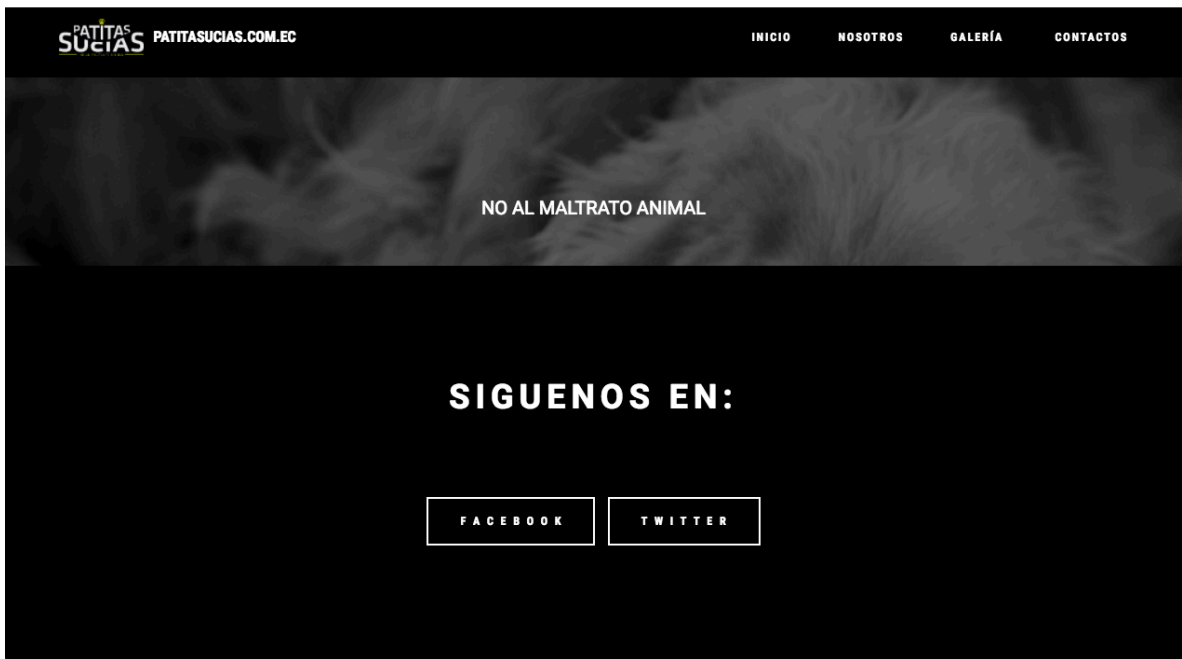 PATITAS
SUCIAS
PATITASUCIAS.COM.EC
INICIO
NOSOTROS
GALERÍA
CONTACTOS
NO AL MALTRATO ANIMAL
SIGUENOS EN:
FACEBOOK
TWITTER